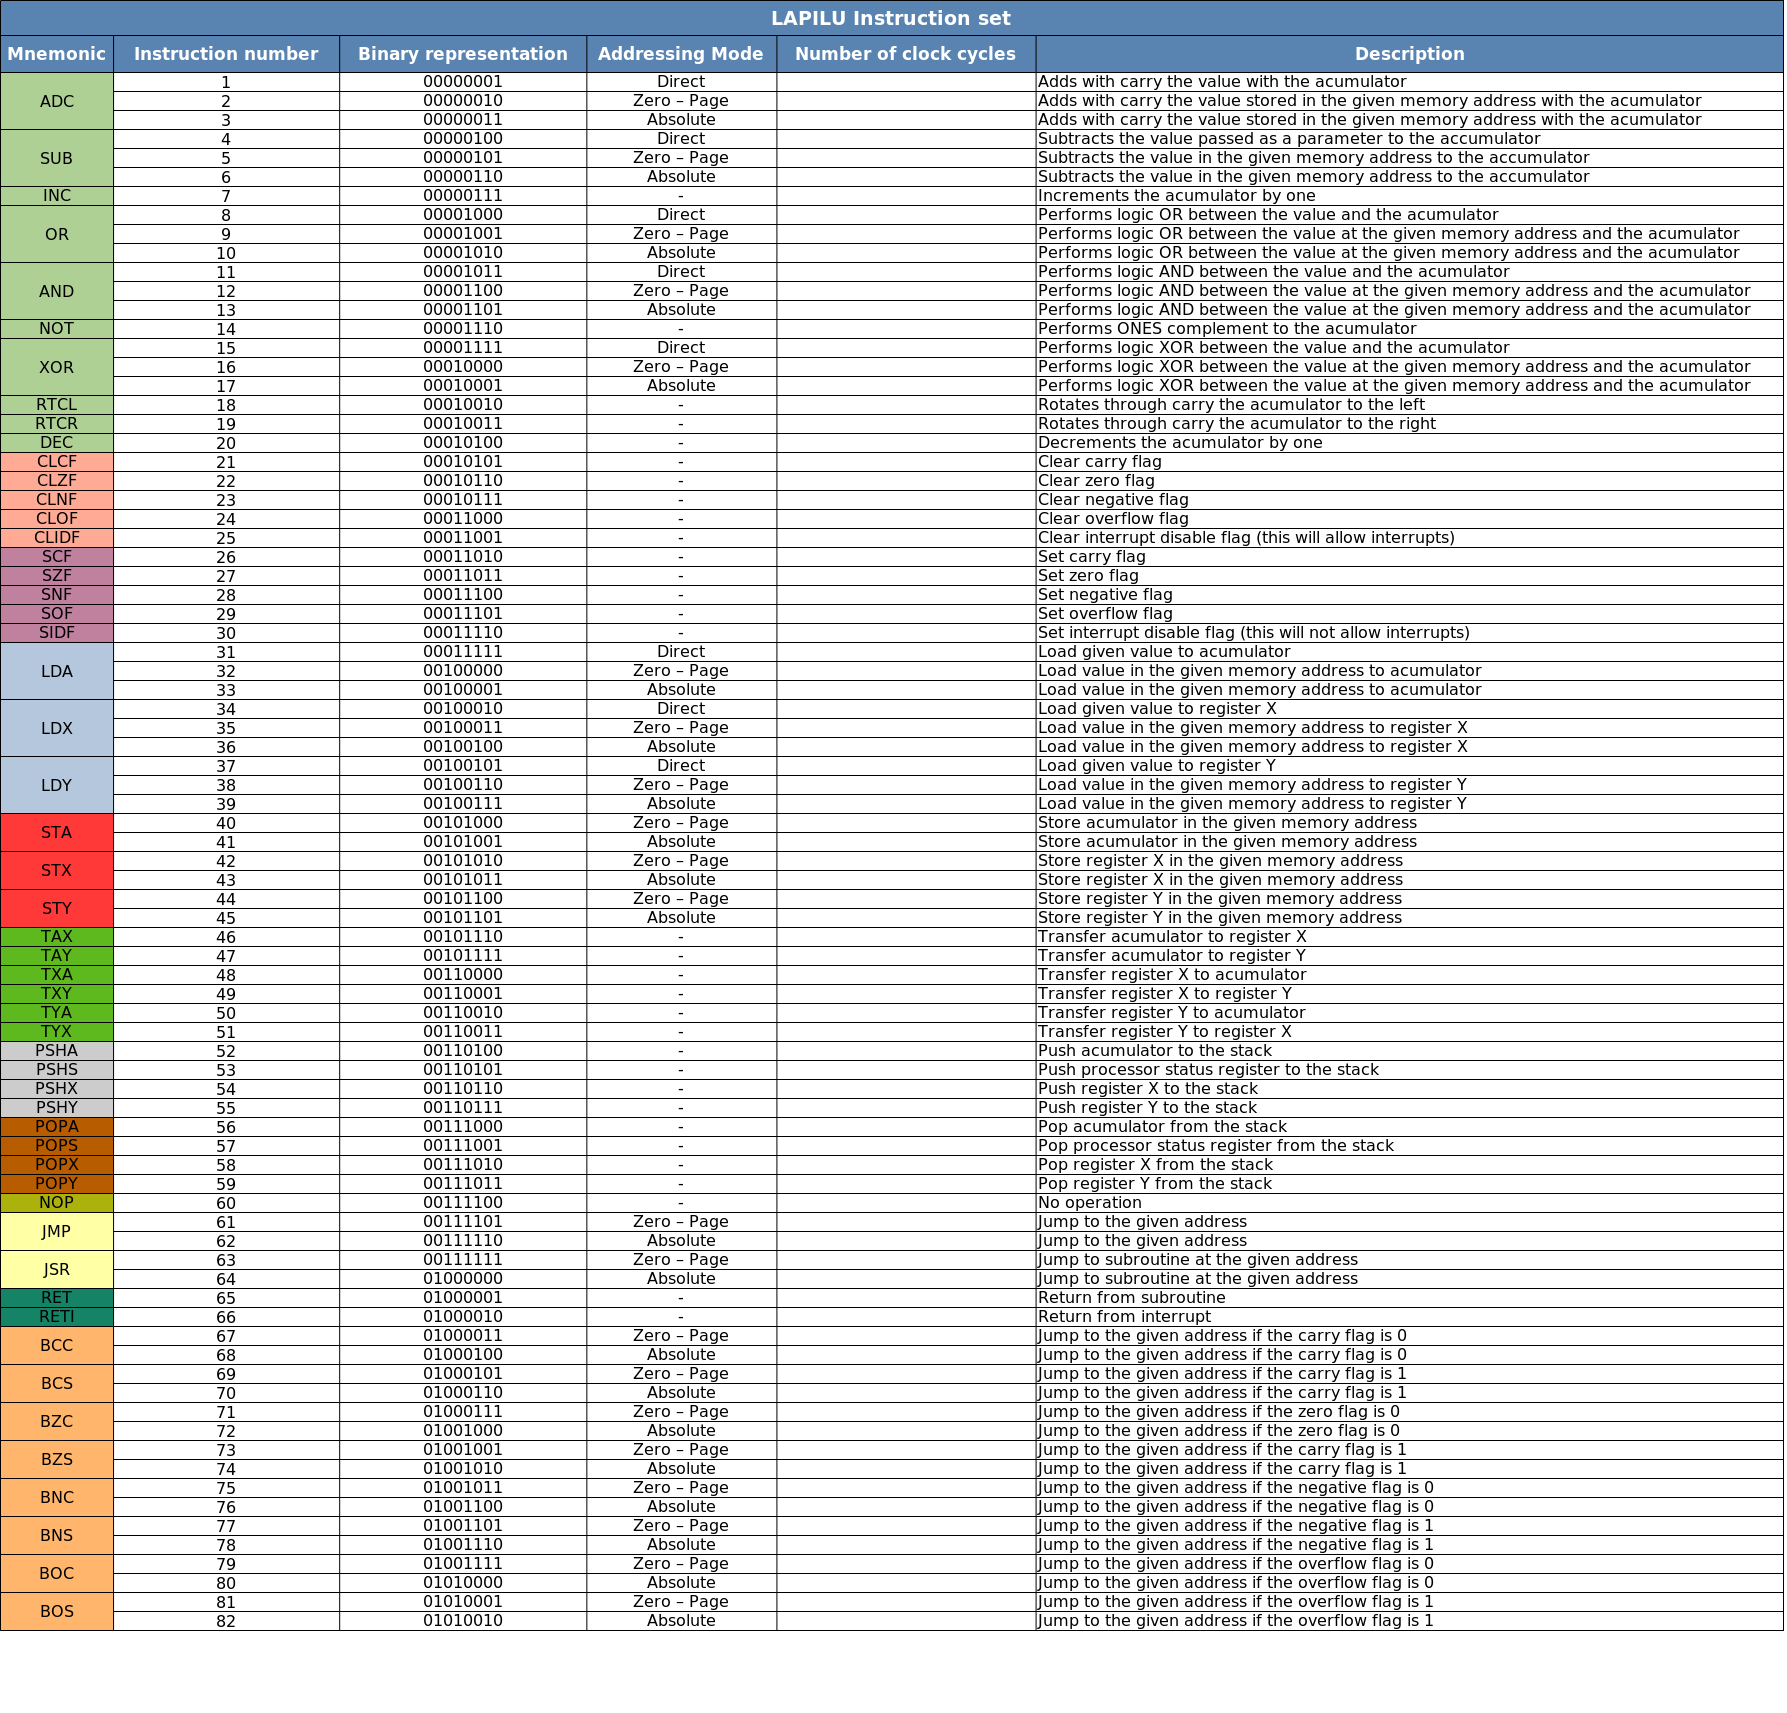 LAPILU Instruction set
Mnemonic Instruction number Binary representation Addressing Mode Number of clock cycles Description
ADC 1 00000001 Direct Adds with carry the value with the acumulator
2 00000010 Zero – Page Adds with carry the value stored in the given memory address with the acumulator
3 00000011 Absolute Adds with carry the value stored in the given memory address with the acumulator
SUB 4 00000100 Direct Subtracts the value passed as a parameter to the accumulator
5 00000101 Zero – Page Subtracts the value in the given memory address to the accumulator
6 00000110 Absolute Subtracts the value in the given memory address to the accumulator
INC 7 00000111 - Increments the acumulator by one
OR 8 00001000 Direct Performs logic OR between the value and the acumulator
9 00001001 Zero – Page Performs logic OR between the value at the given memory address and the acumulator
10 00001010 Absolute Performs logic OR between the value at the given memory address and the acumulator
AND 11 00001011 Direct Performs logic AND between the value and the acumulator
12 00001100 Zero – Page Performs logic AND between the value at the given memory address and the acumulator
13 00001101 Absolute Performs logic AND between the value at the given memory address and the acumulator
NOT 14 00001110 - Performs ONES complement to the acumulator
XOR 15 00001111 Direct Performs logic XOR between the value and the acumulator
16 00010000 Zero – Page Performs logic XOR between the value at the given memory address and the acumulator
17 00010001 Absolute Performs logic XOR between the value at the given memory address and the acumulator
RTCL 18 00010010 - Rotates through carry the acumulator to the left
RTCR 19 00010011 - Rotates through carry the acumulator to the right
DEC 20 00010100 - Decrements the acumulator by one
CLCF 21 00010101 - Clear carry flag
CLZF 22 00010110 - Clear zero flag
CLNF 23 00010111 - Clear negative flag
CLOF 24 00011000 - Clear overflow flag
CLIDF 25 00011001 - Clear interrupt disable flag (this will allow interrupts)
SCF 26 00011010 - Set carry flag
SZF 27 00011011 - Set zero flag
SNF 28 00011100 - Set negative flag
SOF 29 00011101 - Set overflow flag
SIDF 30 00011110 - Set interrupt disable flag (this will not allow interrupts)
LDA 31 00011111 Direct Load given value to acumulator
32 00100000 Zero – Page Load value in the given memory address to acumulator
33 00100001 Absolute Load value in the given memory address to acumulator
LDX 34 00100010 Direct Load given value to register X
35 00100011 Zero – Page Load value in the given memory address to register X
36 00100100 Absolute Load value in the given memory address to register X
LDY 37 00100101 Direct Load given value to register Y
38 00100110 Zero – Page Load value in the given memory address to register Y
39 00100111 Absolute Load value in the given memory address to register Y
STA 40 00101000 Zero – Page Store acumulator in the given memory address
41 00101001 Absolute Store acumulator in the given memory address
STX 42 00101010 Zero – Page Store register X in the given memory address
43 00101011 Absolute Store register X in the given memory address
STY 44 00101100 Zero – Page Store register Y in the given memory address
45 00101101 Absolute Store register Y in the given memory address
TAX 46 00101110 - Transfer acumulator to register X
TAY 47 00101111 - Transfer acumulator to register Y
TXA 48 00110000 - Transfer register X to acumulator
TXY 49 00110001 - Transfer register X to register Y
TYA 50 00110010 - Transfer register Y to acumulator
TYX 51 00110011 - Transfer register Y to register X
PSHA 52 00110100 - Push acumulator to the stack
PSHS 53 00110101 - Push processor status register to the stack
PSHX 54 00110110 - Push register X to the stack
PSHY 55 00110111 - Push register Y to the stack
POPA 56 00111000 - Pop acumulator from the stack
POPS 57 00111001 - Pop processor status register from the stack
POPX 58 00111010 - Pop register X from the stack
POPY 59 00111011 - Pop register Y from the stack
NOP 60 00111100 - No operation
JMP 61 00111101 Zero – Page Jump to the given address
62 00111110 Absolute Jump to the given address
JSR 63 00111111 Zero – Page Jump to subroutine at the given address
64 01000000 Absolute Jump to subroutine at the given address
RET 65 01000001 - Return from subroutine
RETI 66 01000010 - Return from interrupt
BCC 67 01000011 Zero – Page Jump to the given address if the carry flag is 0
68 01000100 Absolute Jump to the given address if the carry flag is 0
BCS 69 01000101 Zero – Page Jump to the given address if the carry flag is 1
70 01000110 Absolute Jump to the given address if the carry flag is 1
BZC 71 01000111 Zero – Page Jump to the given address if the zero flag is 0
72 01001000 Absolute Jump to the given address if the zero flag is 0
BZS 73 01001001 Zero – Page Jump to the given address if the carry flag is 1
74 01001010 Absolute Jump to the given address if the carry flag is 1
BNC 75 01001011 Zero – Page Jump to the given address if the negative flag is 0
76 01001100 Absolute Jump to the given address if the negative flag is 0
BNS 77 01001101 Zero – Page Jump to the given address if the negative flag is 1
78 01001110 Absolute Jump to the given address if the negative flag is 1
BOC 79 01001111 Zero – Page Jump to the given address if the overflow flag is 0
80 01010000 Absolute Jump to the given address if the overflow flag is 0
BOS 81 01010001 Zero – Page Jump to the given address if the overflow flag is 1
82 01010010 Absolute Jump to the given address if the overflow flag is 1